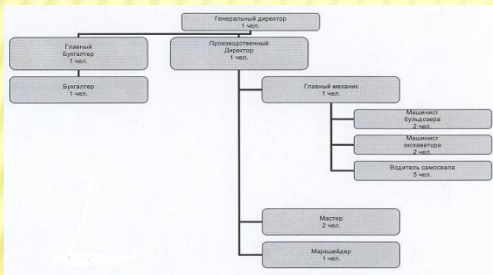 Генеральный директор
1 чел.
Главный
Бухгалтер
1 чел.
Производственный
Директор
1 чел.
Бухгалтер
1 чел.
Главный механик
1 чел.
Машинист
бульдозера
2 чел.
Машинист
экскаватора
2 чел.
Водитель самосвала
5 чел.
Мастер
2 чел.
Маркшейдер
1 чел.